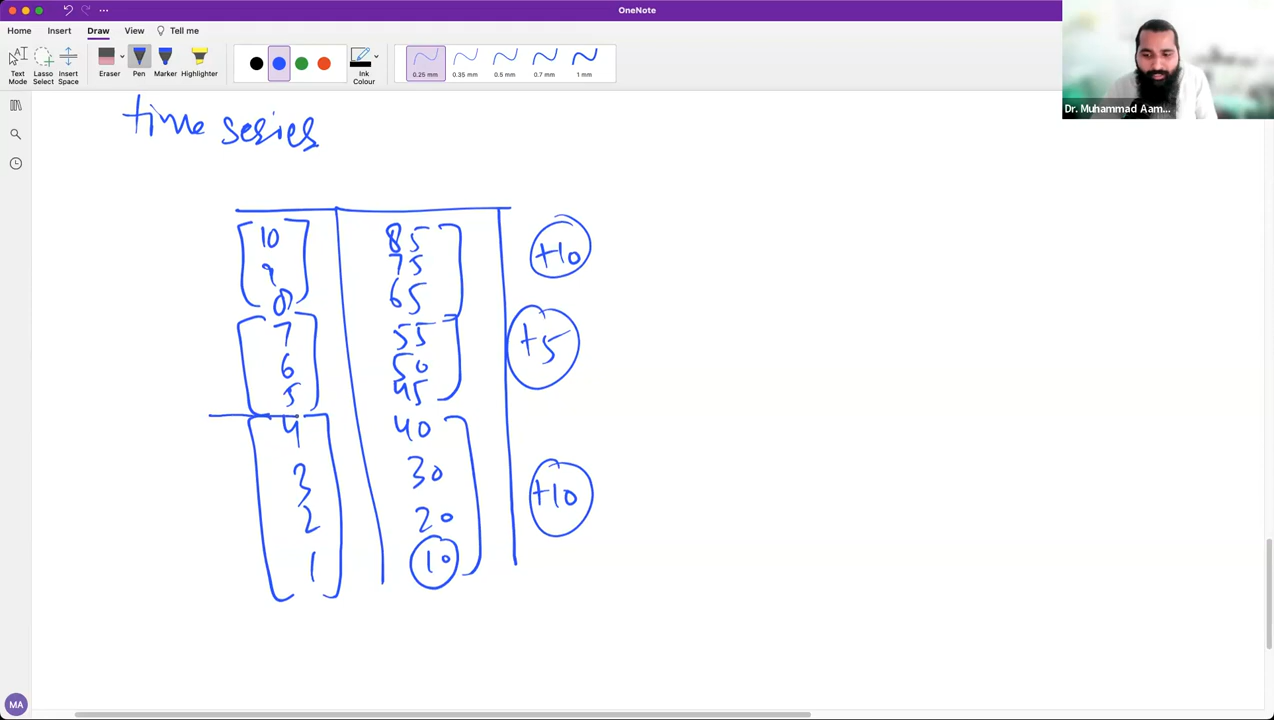 OneNote
Home Insert Draw View Tell me
Text Mode Lasso Select Insert Space Eraser Pen Marker Highlighter Ink Colour 0.25 mm 0.35 mm 0.5 mm 0.7 mm 1 mm
Dr. Muhammad Aam...
time series
10 85 +10
9 75
8 65
7 55 +5
6 50
5 45
4 40
3 30 +10
2 20
1 10
MA